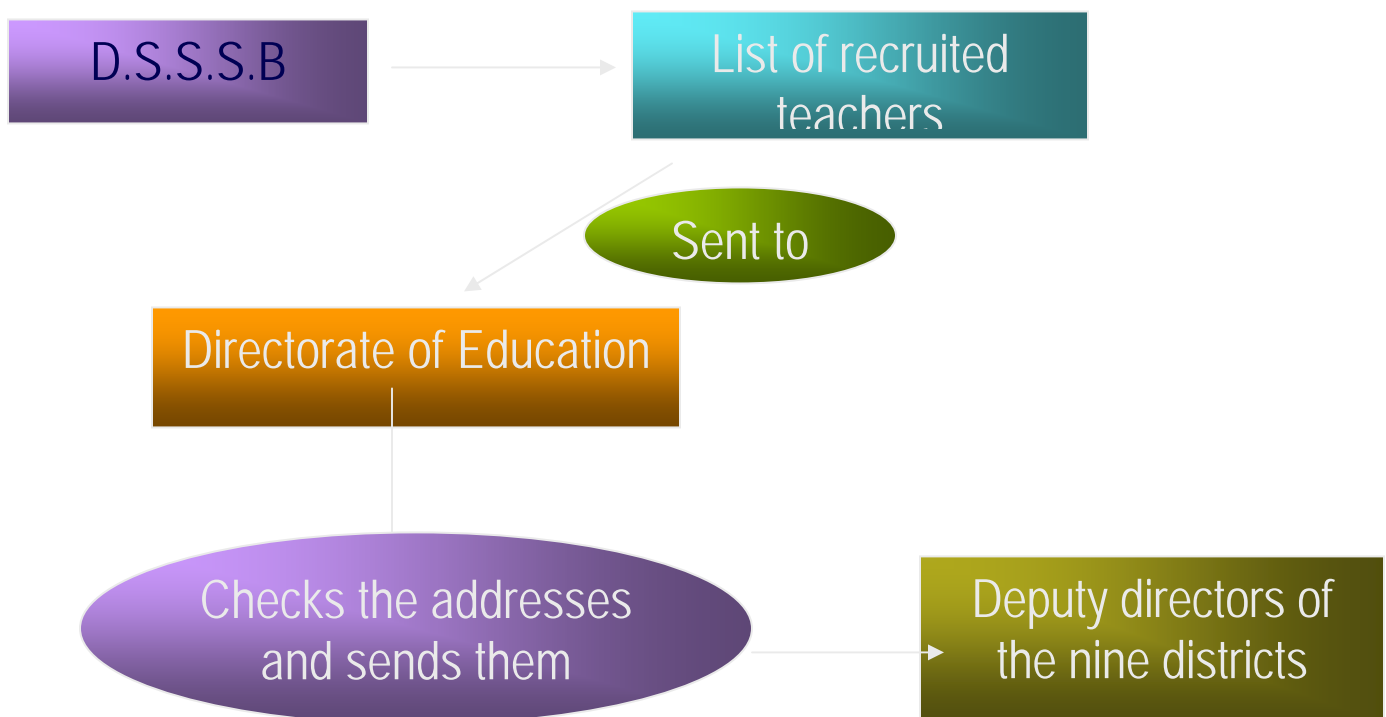 D.S.S.S.B
List of recruited
teachers
Sent to
Directorate of Education
Checks the addresses
and sends them
Deputy directors of
the nine districts